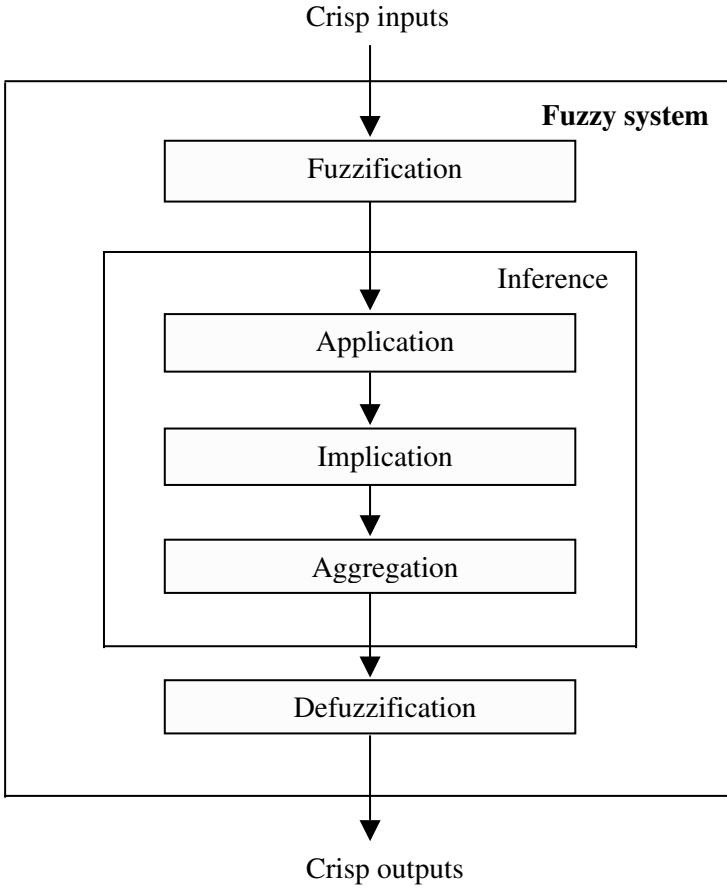 Crisp inputs
Fuzzy system
Fuzzification
Inference
Application
Implication
Aggregation
Defuzzification
Crisp outputs